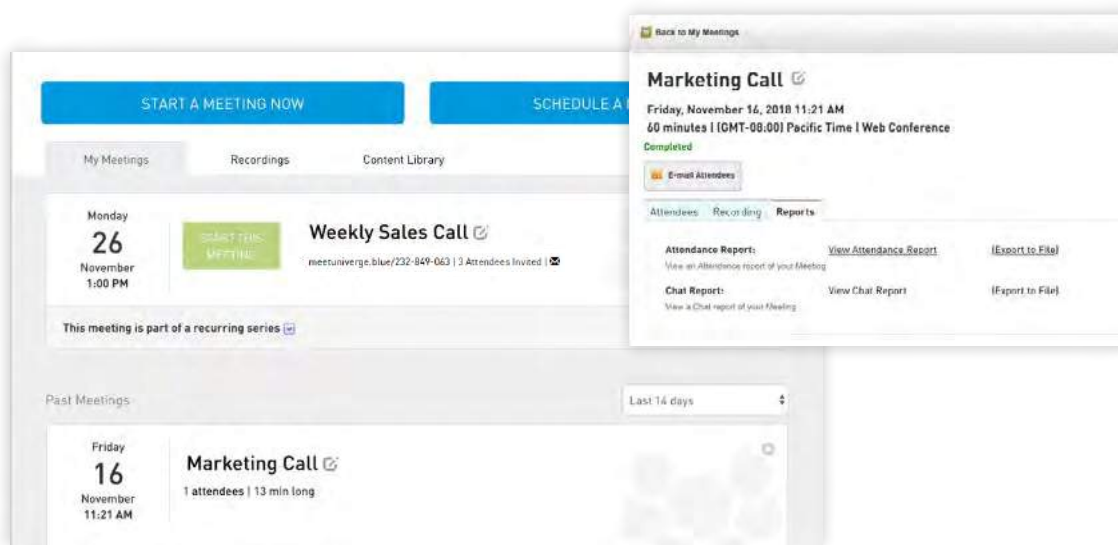 START A MEETING NOW
SCHEDULE A
My Meetings Recordings Content Library
Monday
26
November
1:00 PM
START THIS
MEETING
Weekly Sales Call
meetuniverge.blue/232-849-063 | 3 Attendees Invited |
This meeting is part of a recurring series
Past Meetings
Last 14 days
Friday
16
November
11:21 AM
Marketing Call
1 attendees | 13 min long
Back to My Meetings
Marketing Call
Friday, November 16, 2018 11:21 AM
60 minutes | (GMT-08:00) Pacific Time | Web Conference
Completed
E-mail Attendees
Attendees Recording Reports
Attendance Report: View Attendance Report (Export to File)
View an Attendance report of your Meeting
Chat Report: View Chat Report (Export to File)
View a Chat report of your Meeting